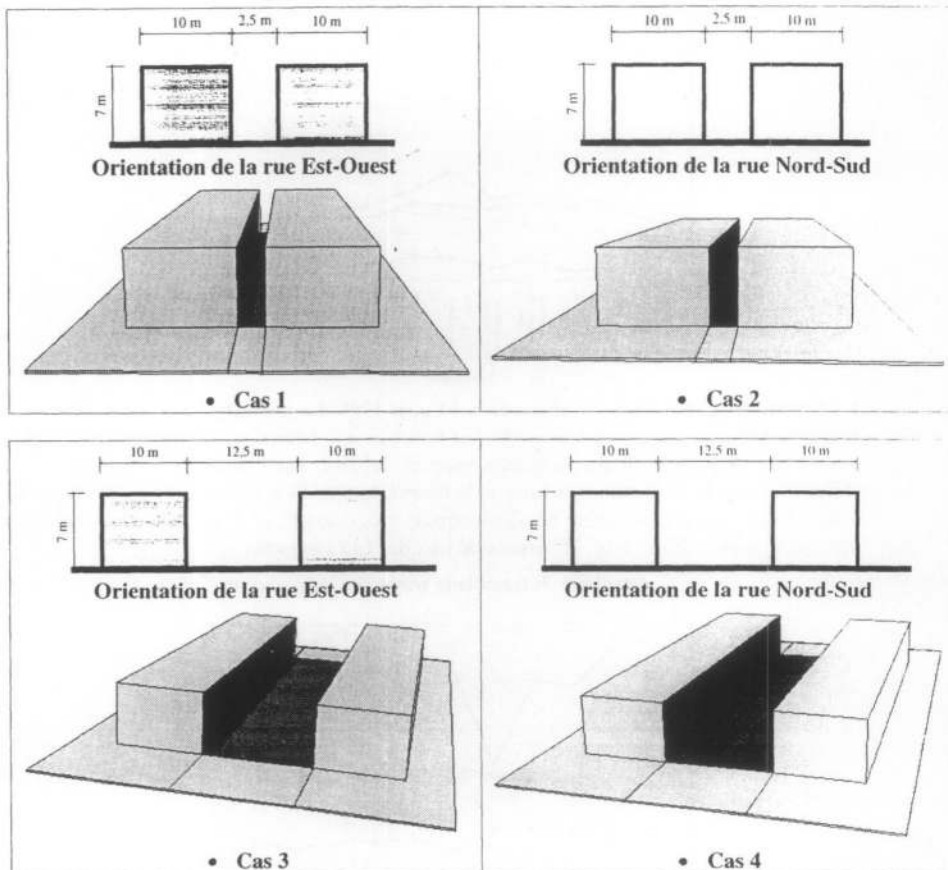 10 m 2.5 m 10 m
7 m
Orientation de la rue Est-Ouest
• Cas 1
10 m 2.5 m 10 m
7 m
Orientation de la rue Nord-Sud
• Cas 2
10 m 12.5 m 10 m
7 m
Orientation de la rue Est-Ouest
• Cas 3
10 m 12.5 m 10 m
7 m
Orientation de la rue Nord-Sud
• Cas 4